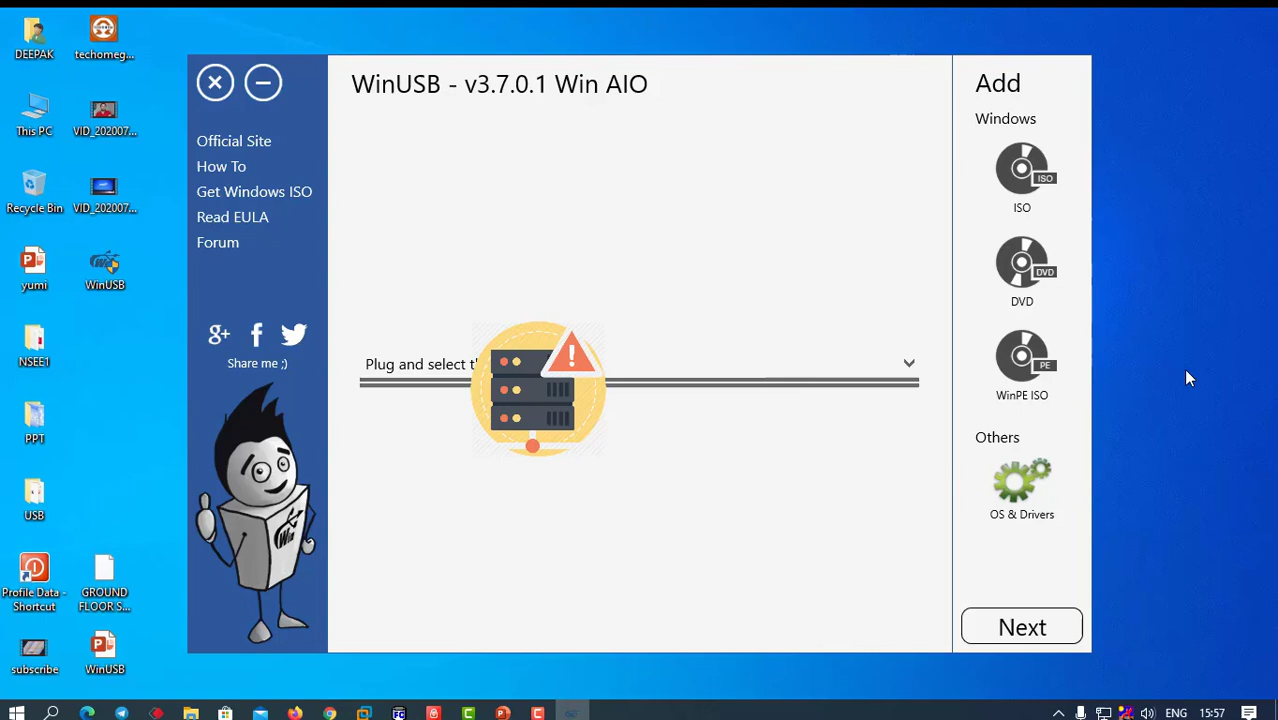 DEEPAK
techomeg...
This PC
VID_202007...
Recycle Bin
VID_202007...
yumi
WinUSB
NSEE1
PPT
USB
Profile Data -
Shortcut
GROUND
FLOOR S...
subscribe
WinUSB
WinUSB - v3.7.0.1 Win AIO
Official Site
How To
Get Windows ISO
Read EULA
Forum
g+ f
Share me ;)
Win
Plug and select t
Add
Windows
ISO
ISO
DVD
DVD
PE
WinPE ISO
Others
OS & Drivers
Next
ENG
15:57